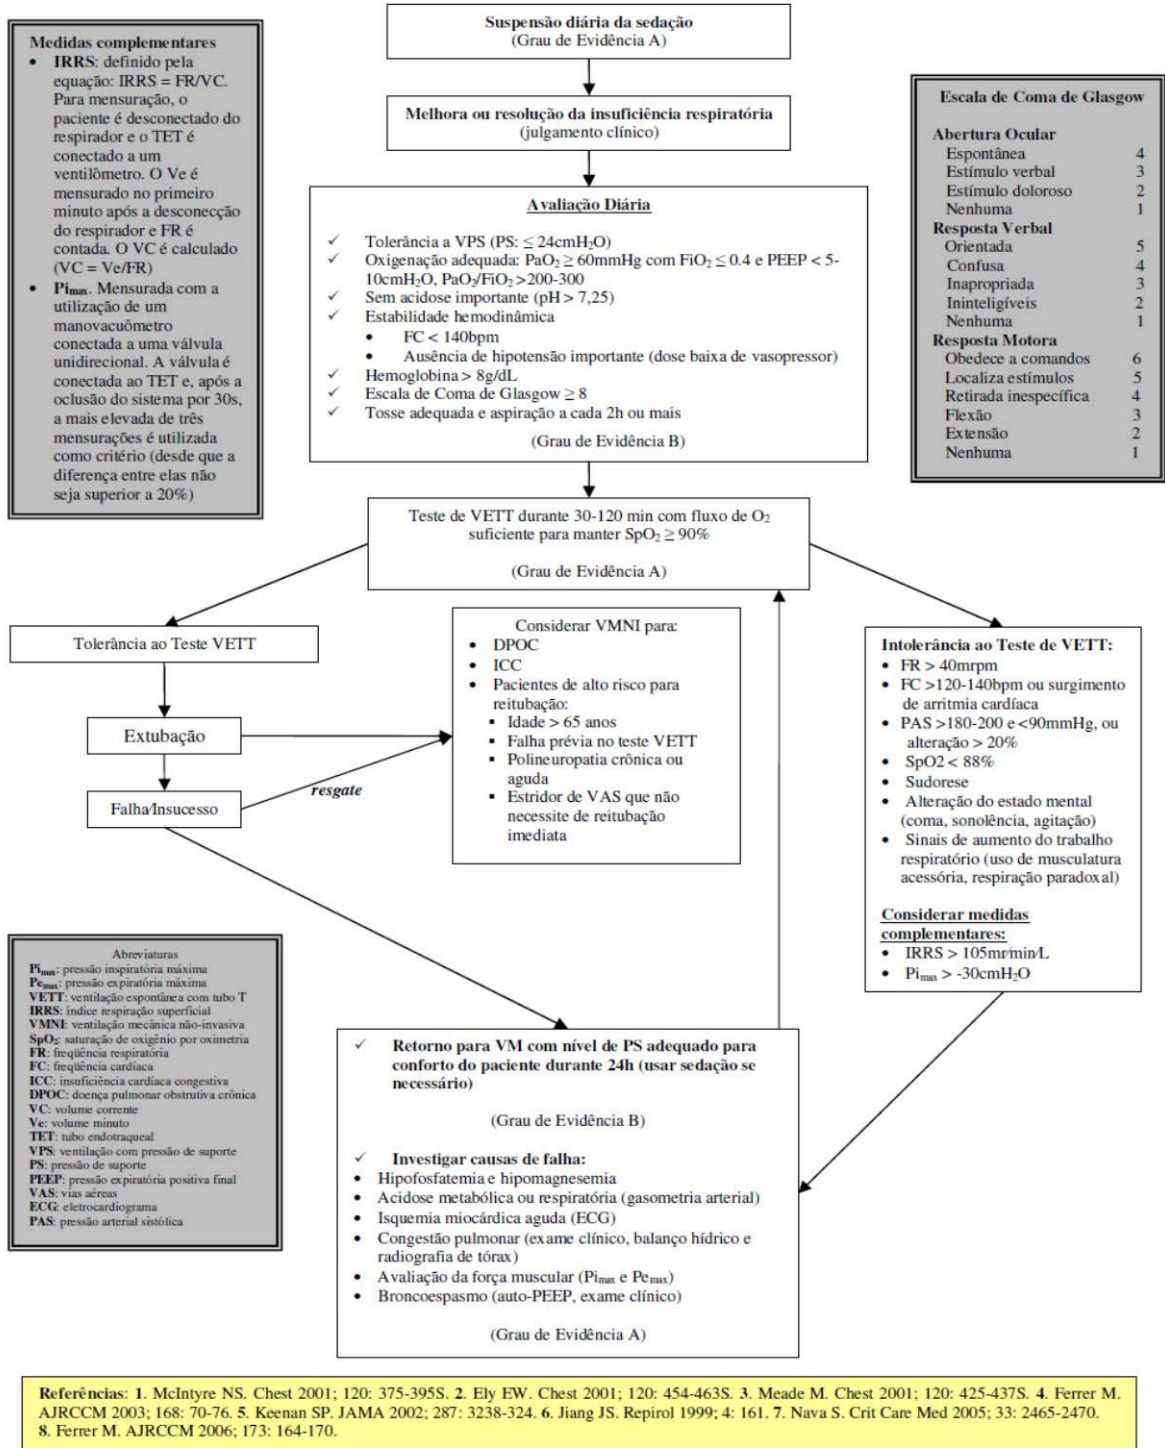 Suspensão diária da sedação
(Grau de Evidência A)
Melhora ou resolução da insuficiência respiratória
(julgamento clínico)
Medidas complementares
• IRRS: definido pela
equação: IRRS = FR/VC.
Para mensuração, o
paciente é desconectado do
respirador e o TET é
conectado a um
ventilômetro. O Ve é
mensurado no primeiro
minuto após a desconecção
do respirador e FR é
contada. O VC é calculado
(VC = Ve/FR)
• Pimax. Mensurada com a
utilização de um
manovacuômetro
conectada a uma válvula
unidirecional. A válvula é
conectada ao TET e, após a
oclusão do sistema por 30s,
a mais elevada de três
mensurações é utilizada
como critério (desde que a
diferença entre elas não
seja superior a 20%)
Avaliação Diária
✓ Tolerância a VPS (PS: ≤ 24cmH2O)
✓ Oxigenação adequada: PaO2 ≥ 60mmHg com FiO2 ≤ 0.4 e PEEP < 5-
10cmH2O, PaO2/FiO2 >200-300
✓ Sem acidose importante (pH > 7,25)
✓ Estabilidade hemodinâmica
• FC < 140bpm
• Ausência de hipotensão importante (dose baixa de vasopressor)
✓ Hemoglobina > 8g/dL
✓ Escala de Coma de Glasgow ≥ 8
✓ Tosse adequada e aspiração a cada 2h ou mais
(Grau de Evidência B)
Escala de Coma de Glasgow
Abertura Ocular
Espontânea 4
Estímulo verbal 3
Estímulo doloroso 2
Nenhuma 1
Resposta Verbal
Orientada 5
Confusa 4
Inapropriada 3
Ininteligíveis 2
Nenhuma 1
Resposta Motora
Obedece a comandos 6
Localiza estímulos 5
Retirada inespecífica 4
Flexão 3
Extensão 2
Nenhuma 1
Teste de VETT durante 30-120 min com fluxo de O2
suficiente para manter SpO2 ≥ 90%
(Grau de Evidência A)
Tolerância ao Teste VETT
Extubação
Falha/Insucesso
resgate
Considerar VMNI para:
• DPOC
• ICC
• Pacientes de alto risco para
reitubação:
▪ Idade > 65 anos
▪ Falha prévia no teste VETT
▪ Polineuropatia crônica ou
aguda
▪ Estridor de VAS que não
necessite de reitubação
imediata
Intolerância ao Teste de VETT:
• FR > 40mrpm
• FC >120-140bpm ou surgimento
de arritmia cardíaca
• PAS >180-200 e <90mmHg, ou
alteração > 20%
• SpO2 < 88%
• Sudorese
• Alteração do estado mental
(coma, sonolência, agitação)
• Sinais de aumento do trabalho
respiratório (uso de musculatura
acessória, respiração paradoxal)
Considerar medidas
complementares:
• IRRS > 105mr/min/L
• Pimax > -30cmH2O
Abreviaturas
Pimax: pressão inspiratória máxima
Pemax: pressão expiratória máxima
VETT: ventilação espontânea com tubo T
IRRS: índice respiração superficial
VMNI: ventilação mecânica não-invasiva
SpO2: saturação de oxigênio por oximetria
FR: freqüência respiratória
FC: freqüência cardíaca
ICC: insuficiência cardíaca congestiva
DPOC: doença pulmonar obstrutiva crônica
VC: volume corrente
Ve: volume minuto
TET: tubo endotraqueal
VPS: ventilação com pressão de suporte
PS: pressão de suporte
PEEP: pressão expiratória positiva final
VAS: vias aéreas
ECG: eletrocardiograma
PAS: pressão arterial sistólica
✓ Retorno para VM com nível de PS adequado para
conforto do paciente durante 24h (usar sedação se
necessário)
(Grau de Evidência B)
✓ Investigar causas de falha:
• Hipofosfatemia e hipomagnesemia
• Acidose metábolica ou respiratória (gasometria arterial)
• Isquemia miocárdica aguda (ECG)
• Congestão pulmonar (exame clínico, balanço hídrico e
radiografia de tórax)
• Avaliação da força muscular (Pimax e Pemax)
• Broncoespasmo (auto-PEEP, exame clínico)
(Grau de Evidência A)
Referências: 1. McIntyre NS. Chest 2001; 120: 375-395S. 2. Ely EW. Chest 2001; 120: 454-463S. 3. Meade M. Chest 2001; 120: 425-437S. 4. Ferrer M.
AJRCCM 2003; 168: 70-76. 5. Keenan SP. JAMA 2002; 287: 3238-324. 6. Jiang JS. Repirol 1999; 4: 161. 7. Nava S. Crit Care Med 2005; 33: 2465-2470.
8. Ferrer M. AJRCCM 2006; 173: 164-170.